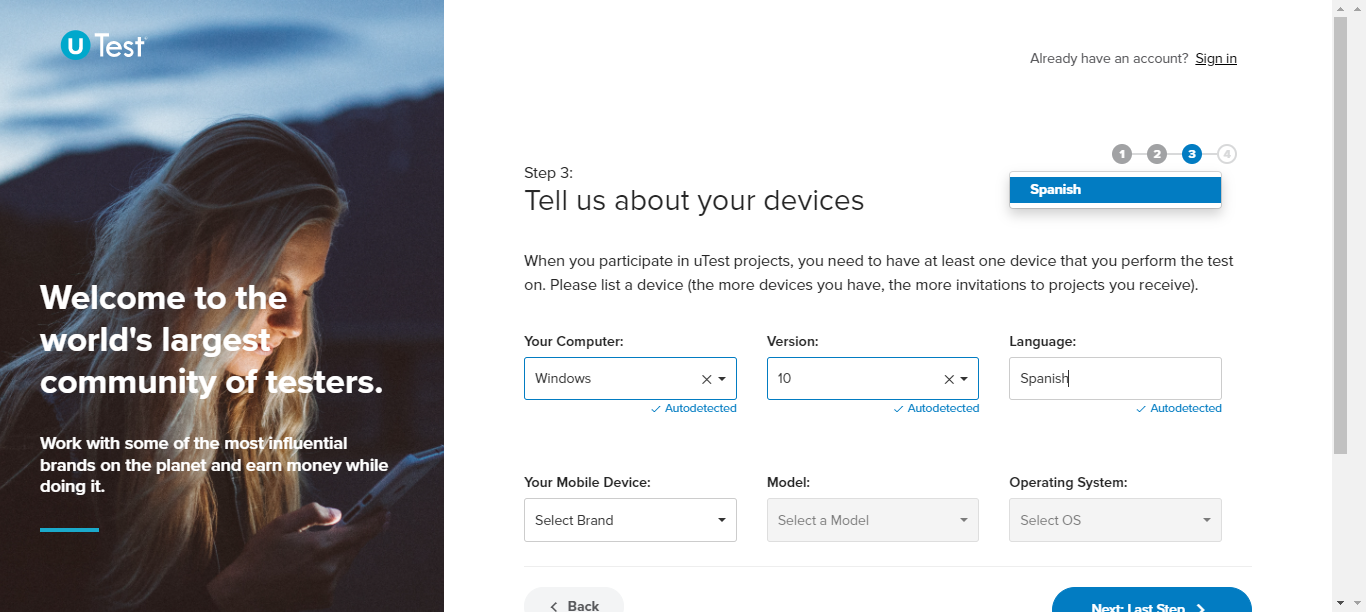 U Test
Already have an account? Sign in
1 2 3 4
Step 3:
Tell us about your devices
Spanish
When you participate in uTest projects, you need to have at least one device that you perform the test
on. Please list a device (the more devices you have, the more invitations to projects you receive).
Welcome to the
world's largest
community of testers.
Work with some of the most influential
brands on the planet and earn money while
doing it.
Your Computer: Version: Language:
Windows 10 Spanish
Autodetected Autodetected Autodetected
Your Mobile Device: Model: Operating System:
Select Brand Select a Model Select OS
Back Next: Last Step